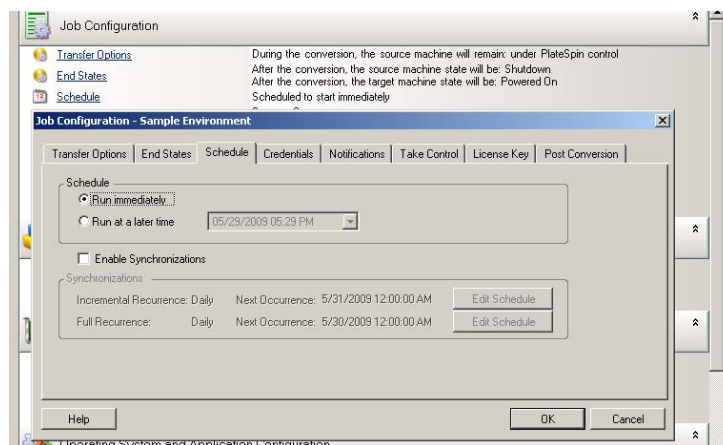 Job Configuration
Transfer Options During the conversion, the source machine will remain: under PlateSpin control
End States After the conversion, the source machine state will be: Shutdown
After the conversion, the target machine state will be: Powered On
Schedule Scheduled to start immediately
Job Configuration - Sample Environment
Transfer Options End States Schedule Credentials Notifications Take Control License Key Post Conversion
Schedule
Run immediately
Run at a later time 05/29/2009 05:29 PM
Enable Synchronizations
Synchronizations
Incremental Recurrence: Daily Next Occurrence: 5/31/2009 12:00:00 AM Edit Schedule
Full Recurrence: Daily Next Occurrence: 5/30/2009 12:00:00 AM Edit Schedule
Help OK Cancel
Operating System and Application Configuration